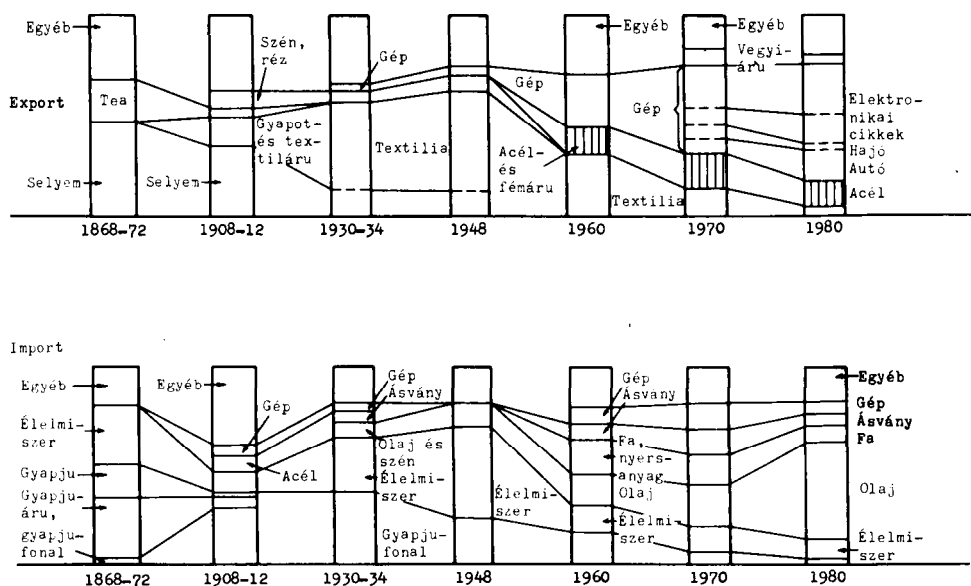 Egyéb
Egyéb
Egyéb
Szén,
réz
Gép
Gép
Vegyi-
áru
Export
Tea
Gép
Elektro-
nikai
cikkek
Gyapot-
és tex-
tiláru
Textilia
Acél-
és
fémáru
Hajó
Autó
Selyem
Selyem
Textilia
Acél
1868-72
1908-12
1930-34
1948
1960
1970
1980
Import
Egyéb
Egyéb
Gép
Gép
Ásvány
Gép
Ásvány
Egyéb
Gép
Ásvány
Fa
Élelmi-
szer
Olaj és
szén
Fa,
nyers-
anyag
Gyapju
Acél
Élelmi-
szer
Olaj
Olaj
Gyapju-
áru,
gyapju-
fonal
Gyapju-
fonal
Élelmi-
szer
Élelmi-
szer
Élelmi-
szer
1868-72
1908-12
1930-34
1948
1960
1970
1980